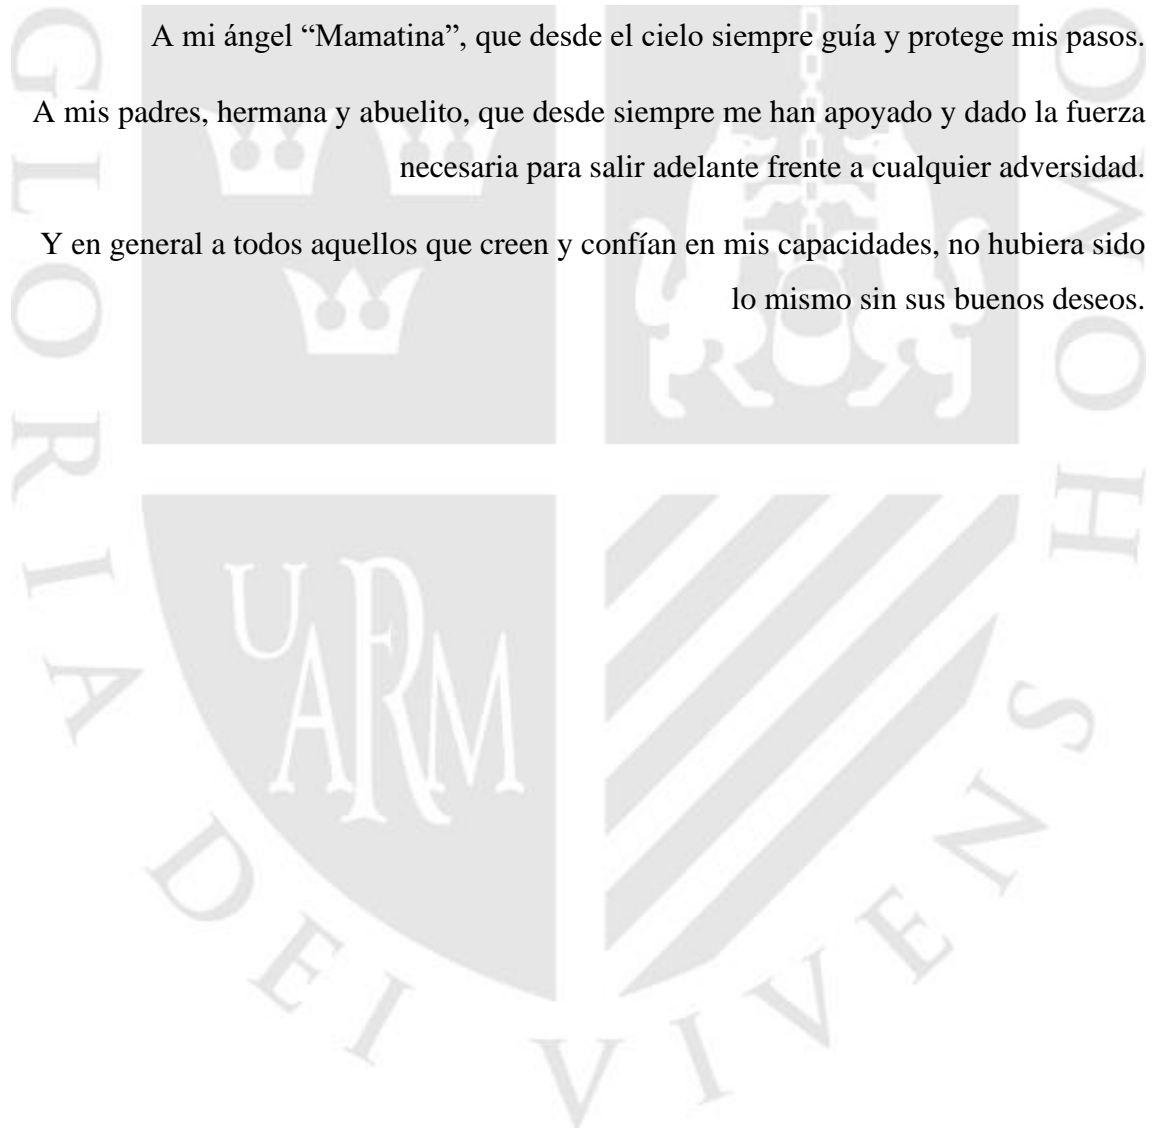 A mi ángel “Mamatina”, que desde el cielo siempre guía y protege mis pasos.
A mis padres, hermana y abuelito, que desde siempre me han apoyado y dado la fuerza
necesaria para salir adelante frente a cualquier adversidad.
Y en general a todos aquellos que creen y confían en mis capacidades, no hubiera sido
lo mismo sin sus buenos deseos.
GLORIA DEI VIVENS HOMO
UARM